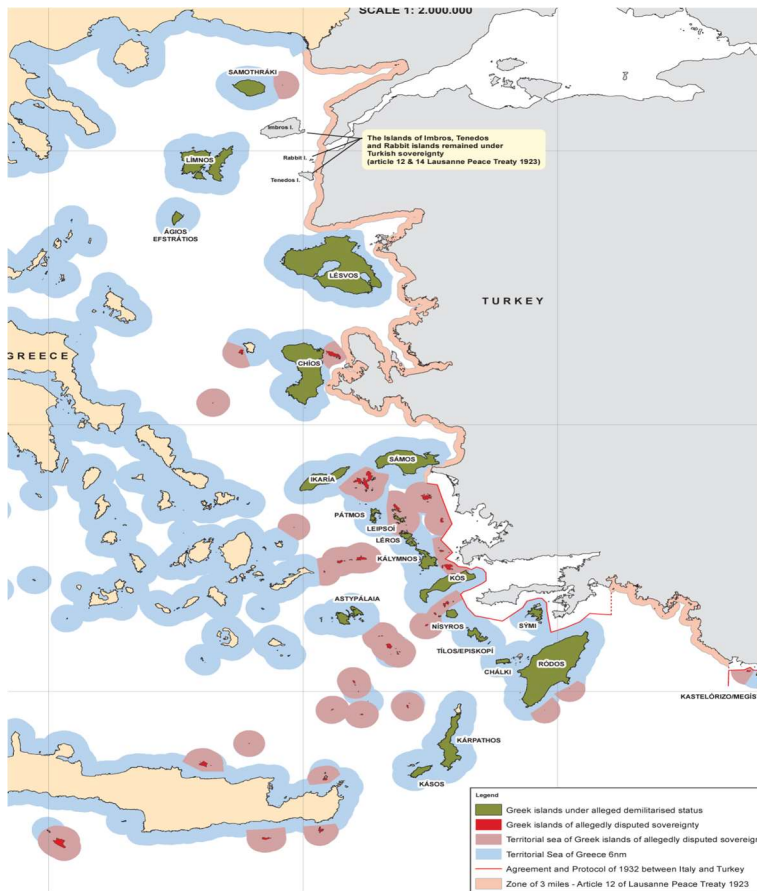 SCALE 1: 2.000.000
SAMOTHRÁKI
Imbros I.
The Islands of Imbros, Tenedos
and Rabbit islands remained under
Turkish sovereignty
(article 12 & 14 Lausanne Peace Treaty 1923)
LÍMNOS
Rabbit I.
Tenedos I.
ÁGIOS
EFSTRÁTIOS
LÉSVOS
TURKEY
GREECE
CHÍOS
SÁMOS
IKARÍA
PÁTMOS
LEIPSOÍ
LÉROS
KÁLYMNOS
KÓS
ASTYPÁLAIA
NÍSYROS
SÝMI
TÍLOS/EPISKOPÍ
CHÁLKI
RÓDOS
KASTELÓRIZO/MEGÍS
KÁRPATHOS
KÁSOS
Legend
Greek islands under alleged demilitarised status
Greek islands of allegedly disputed sovereignty
Territorial sea of Greek islands of allegedly disputed sovereign
Territorial Sea of Greece 6nm
Agreement and Protocol of 1932 between Italy and Turkey
Zone of 3 miles - Article 12 of Lausanne Peace Treaty 1923